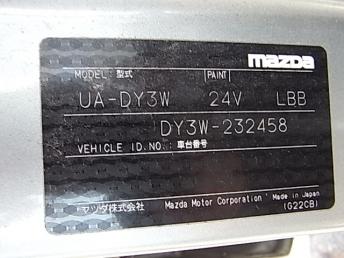 mazda
MODEL:型式 PAINT
UA-DY3W 24V LBB
DY3W-232458
VEHICLE ID.NO.:車台番号
マツダ株式会社 Mazda Motor Corporation Made in Japan
(G22CB)